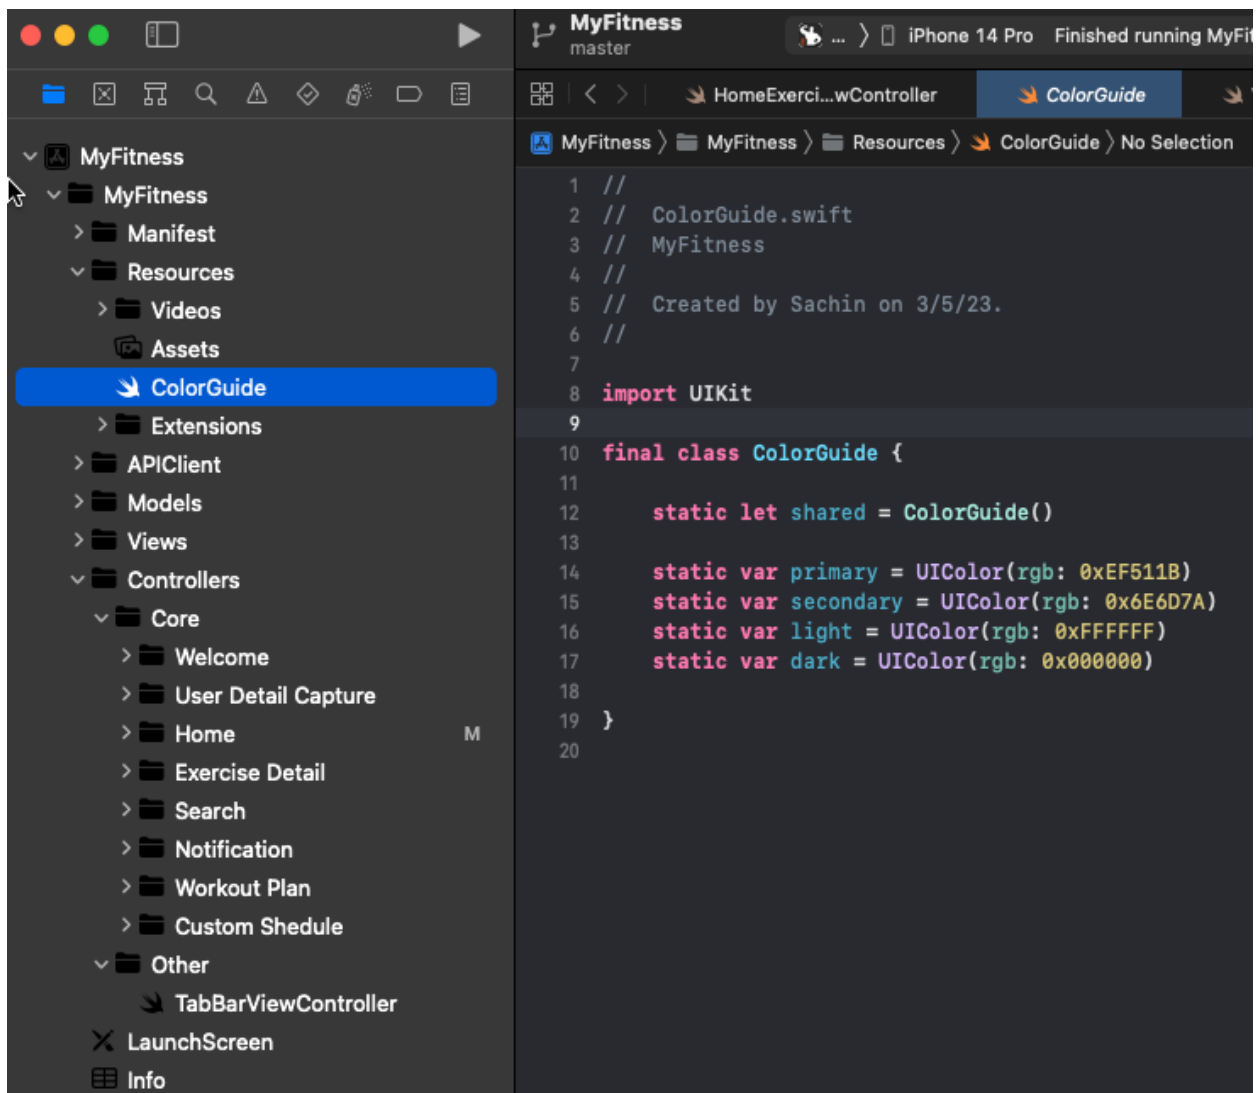 MyFitness
master
... 〉 iPhone 14 Pro Finished running MyFit
HomeExerci...wController
ColorGuide
MyFitness 〉 MyFitness 〉 Resources 〉 ColorGuide 〉 No Selection
MyFitness
MyFitness
Manifest
Resources
Videos
Assets
ColorGuide
Extensions
APIClient
Models
Views
Controllers
Core
Welcome
User Detail Capture
Home M
Exercise Detail
Search
Notification
Workout Plan
Custom Shedule
Other
TabBarViewController
LaunchScreen
Info
1 //
2 //  ColorGuide.swift
3 //  MyFitness
4 //
5 //  Created by Sachin on 3/5/23.
6 //
7
8 import UIKit
9
10 final class ColorGuide {
11
12     static let shared = ColorGuide()
13
14     static var primary = UIColor(rgb: 0xEF511B)
15     static var secondary = UIColor(rgb: 0x6E6D7A)
16     static var light = UIColor(rgb: 0xFFFFFF)
17     static var dark = UIColor(rgb: 0x000000)
18
19 }
20